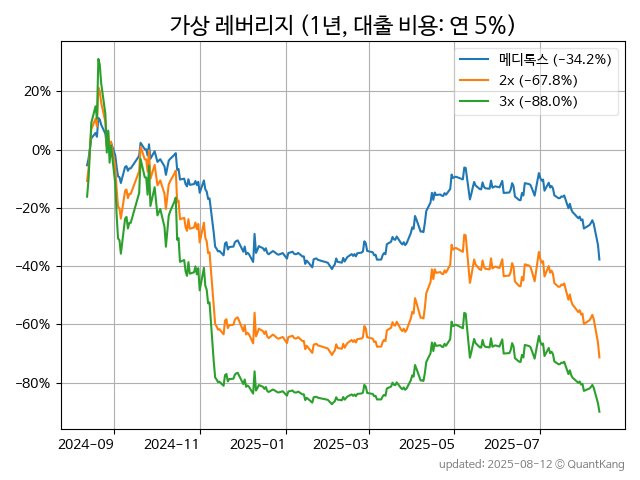 가상 레버리지 (1년, 대출 비용: 연 5%)
메디톡스 (-34.2%)
2x (-67.8%)
3x (-88.0%)
20%
0%
−20%
−40%
−60%
−80%
2024-09
2024-11
2025-01
2025-03
2025-05
2025-07
updated: 2025-08-12 © QuantKang